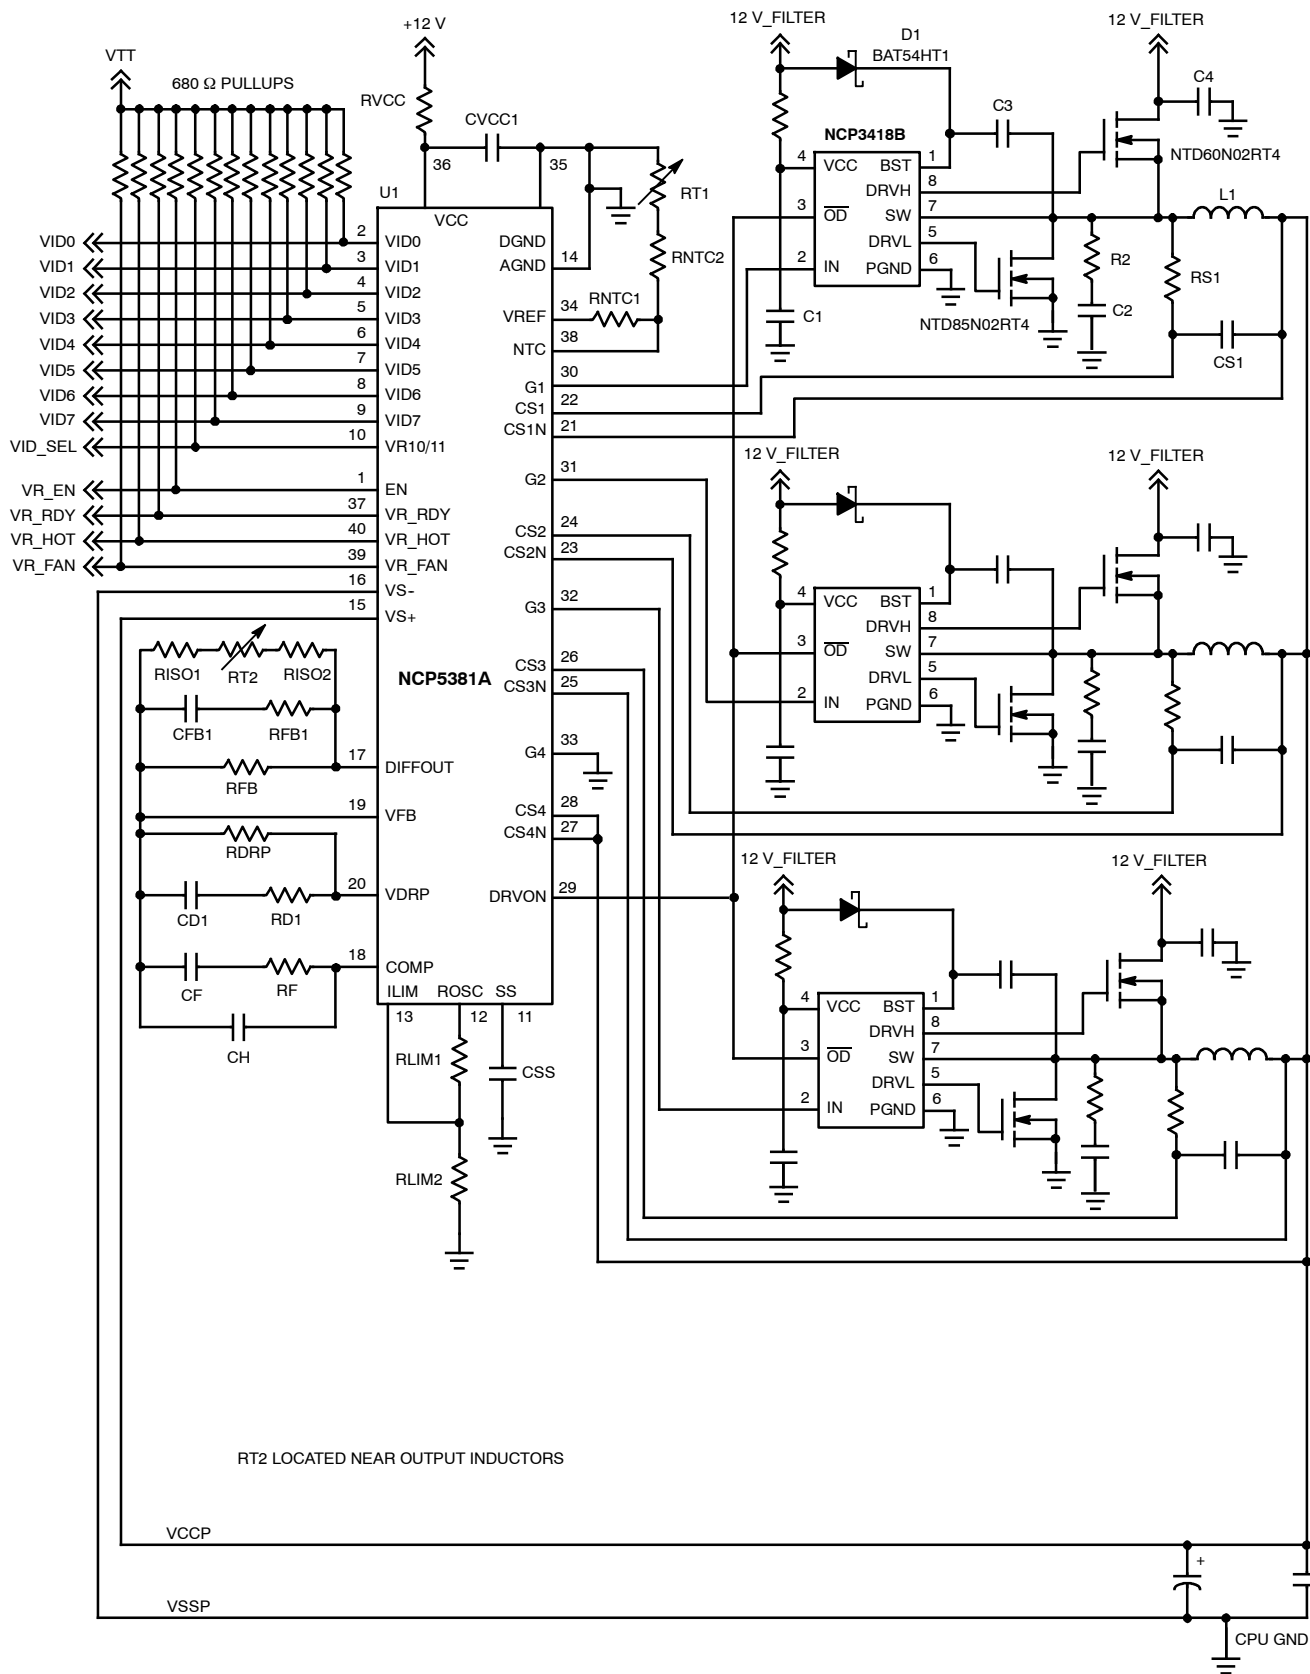 +12 V
VTT
680 Ω PULLUPS
RVCC
CVCC1
36
35
U1
VCC
RT1
RNTC2
RNTC1
VID0
2
VID0
VID1
3
VID1
VID2
4
VID2
VID3
5
VID3
VID4
6
VID4
VID5
7
VID5
VID6
8
VID6
VID7
9
VID7
VID_SEL
10
VR10/11
VR_EN
1
EN
VR_RDY
37
VR_RDY
VR_HOT
40
VR_HOT
VR_FAN
39
VR_FAN
16
VS-
15
VS+
RISO1
RT2
RISO2
CFB1
RFB1
17
DIFFOUT
RFB
19
VFB
RDRP
20
VDRP
CD1
RD1
18
COMP
CF
RF
CH
NCP5381A
DGND
AGND
14
VREF
34
NTC
38
G1
30
CS1
22
CS1N
21
G2
31
CS2
24
CS2N
23
G3
32
CS3
26
CS3N
25
G4
33
CS4
28
CS4N
27
DRVON
29
ILIM
ROSC
SS
13
12
11
RLIM1
CSS
RLIM2
12 V_FILTER
D1
BAT54HT1
12 V_FILTER
C4
C3
NCP3418B
NTD60N02RT4
4
VCC
BST
1
DRVH
8
3
OD
SW
7
L1
DRVL
5
2
IN
PGND
6
R2
RS1
C1
NTD85N02RT4
C2
CS1
12 V_FILTER
12 V_FILTER
4
VCC
BST
1
DRVH
8
3
OD
SW
7
DRVL
5
2
IN
PGND
6
12 V_FILTER
12 V_FILTER
4
VCC
BST
1
DRVH
8
3
OD
SW
7
DRVL
5
2
IN
PGND
6
RT2 LOCATED NEAR OUTPUT INDUCTORS
VCCP
+
VSSP
CPU GND